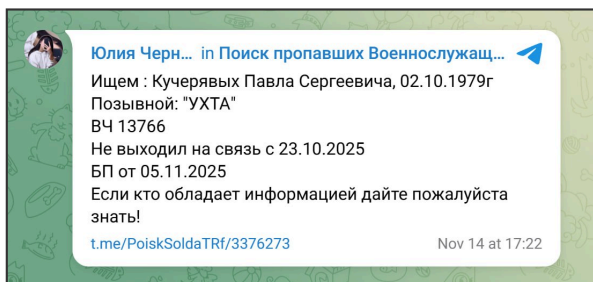 Юлия Черн... in Поиск пропавших Военнослужащ...
Ищем : Кучерявых Павла Сергеевича, 02.10.1979г
Позывной: "УХТА"
ВЧ 13766
Не выходил на связь с 23.10.2025
БП от 05.11.2025
Если кто обладает информацией дайте пожалуйста
знать!
t.me/PoiskSoldaTRf/3376273 Nov 14 at 17:22